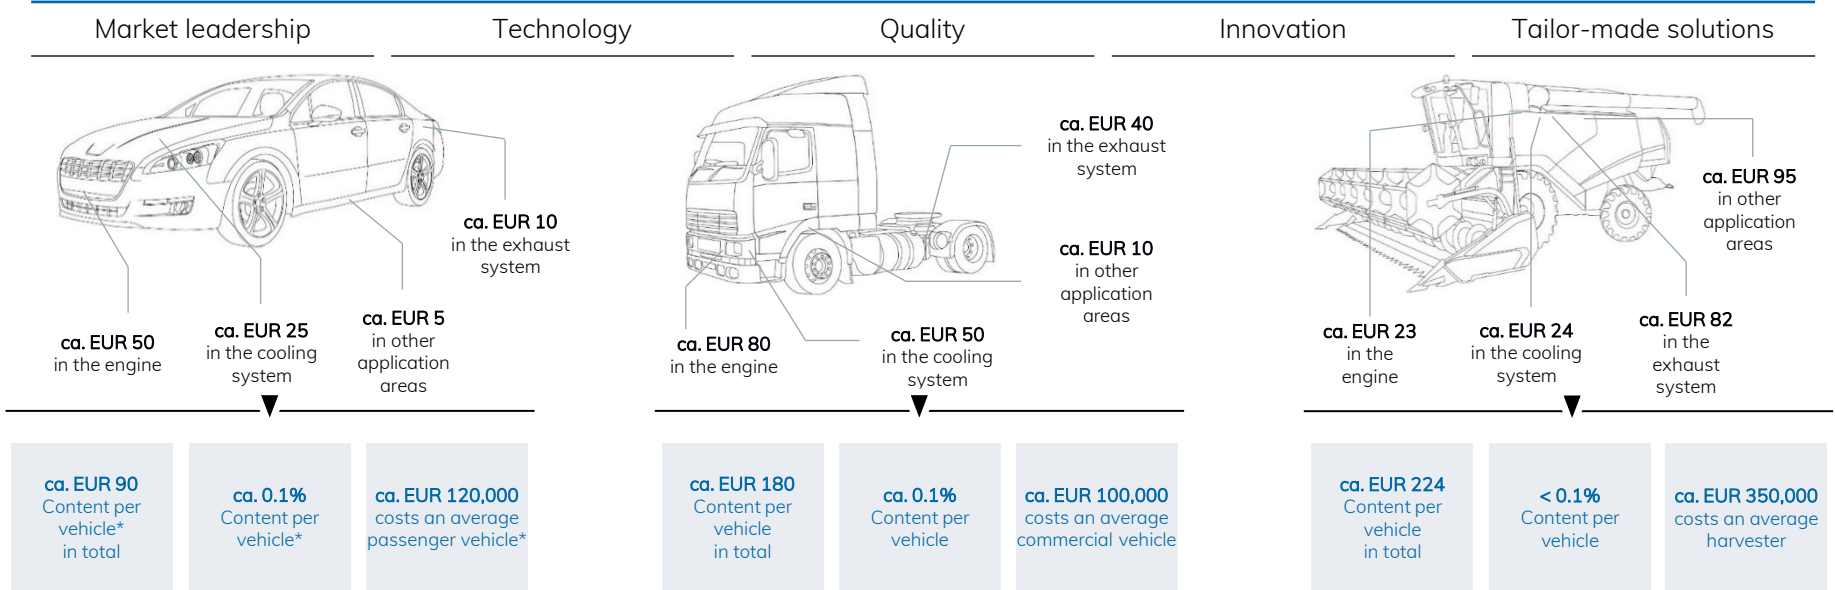 Market leadership
Technology
Quality
Innovation
Tailor-made solutions
ca. EUR 50
in the engine
ca. EUR 25
in the cooling
system
ca. EUR 5
in other
application
areas
ca. EUR 10
in the exhaust
system
ca. EUR 80
in the engine
ca. EUR 50
in the cooling
system
ca. EUR 40
in the exhaust
system
ca. EUR 10
in other
application
areas
ca. EUR 23
in the
engine
ca. EUR 24
in the cooling
system
ca. EUR 82
in the
exhaust
system
ca. EUR 95
in other
application
areas
ca. EUR 90
Content per
vehicle*
in total
ca. 0.1%
Content per
vehicle*
ca. EUR 120,000
costs an average
passenger vehicle*
ca. EUR 180
Content per
vehicle
in total
ca. 0.1%
Content per
vehicle
ca. EUR 100,000
costs an average
commercial vehicle
ca. EUR 224
Content per
vehicle
in total
< 0.1%
Content per
vehicle
ca. EUR 350,000
costs an average
harvester